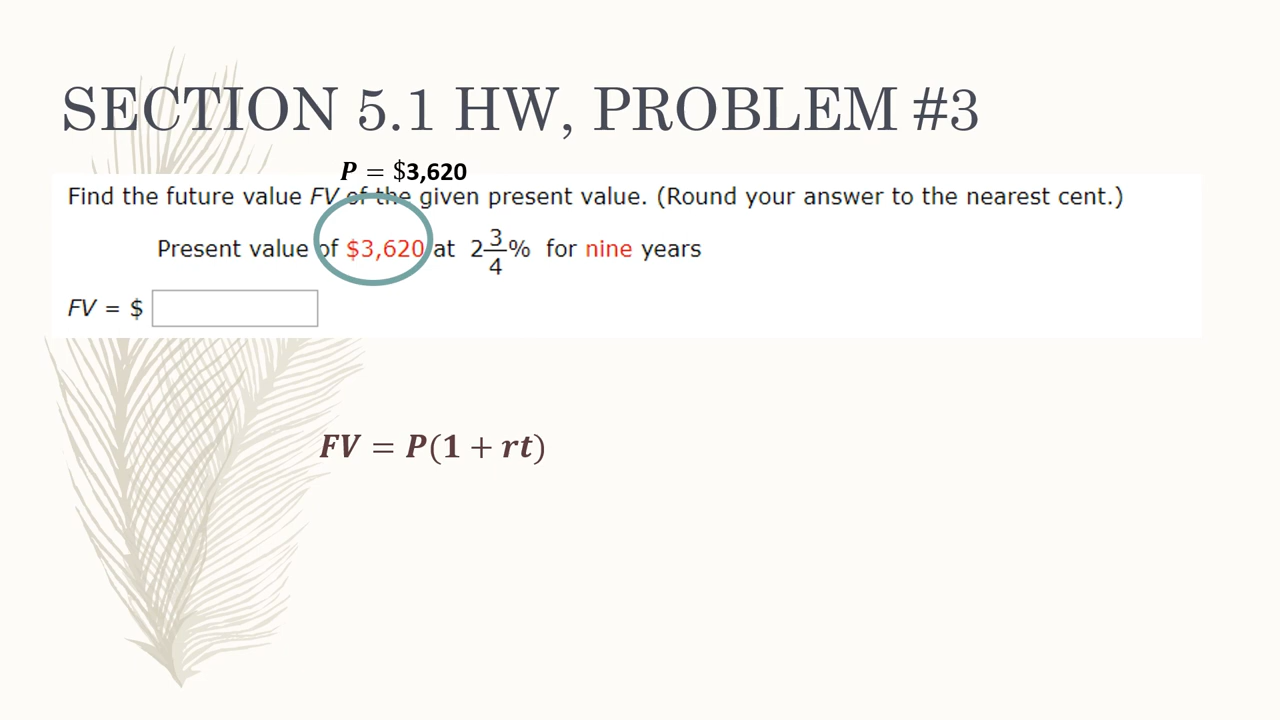 SECTION 5.1 HW, PROBLEM #3
P = $3,620
Find the future value FV of the given present value. (Round your answer to the nearest cent.)
Present value of $3,620 at 2 3/4% for nine years
FV = $
FV = P(1 + rt)